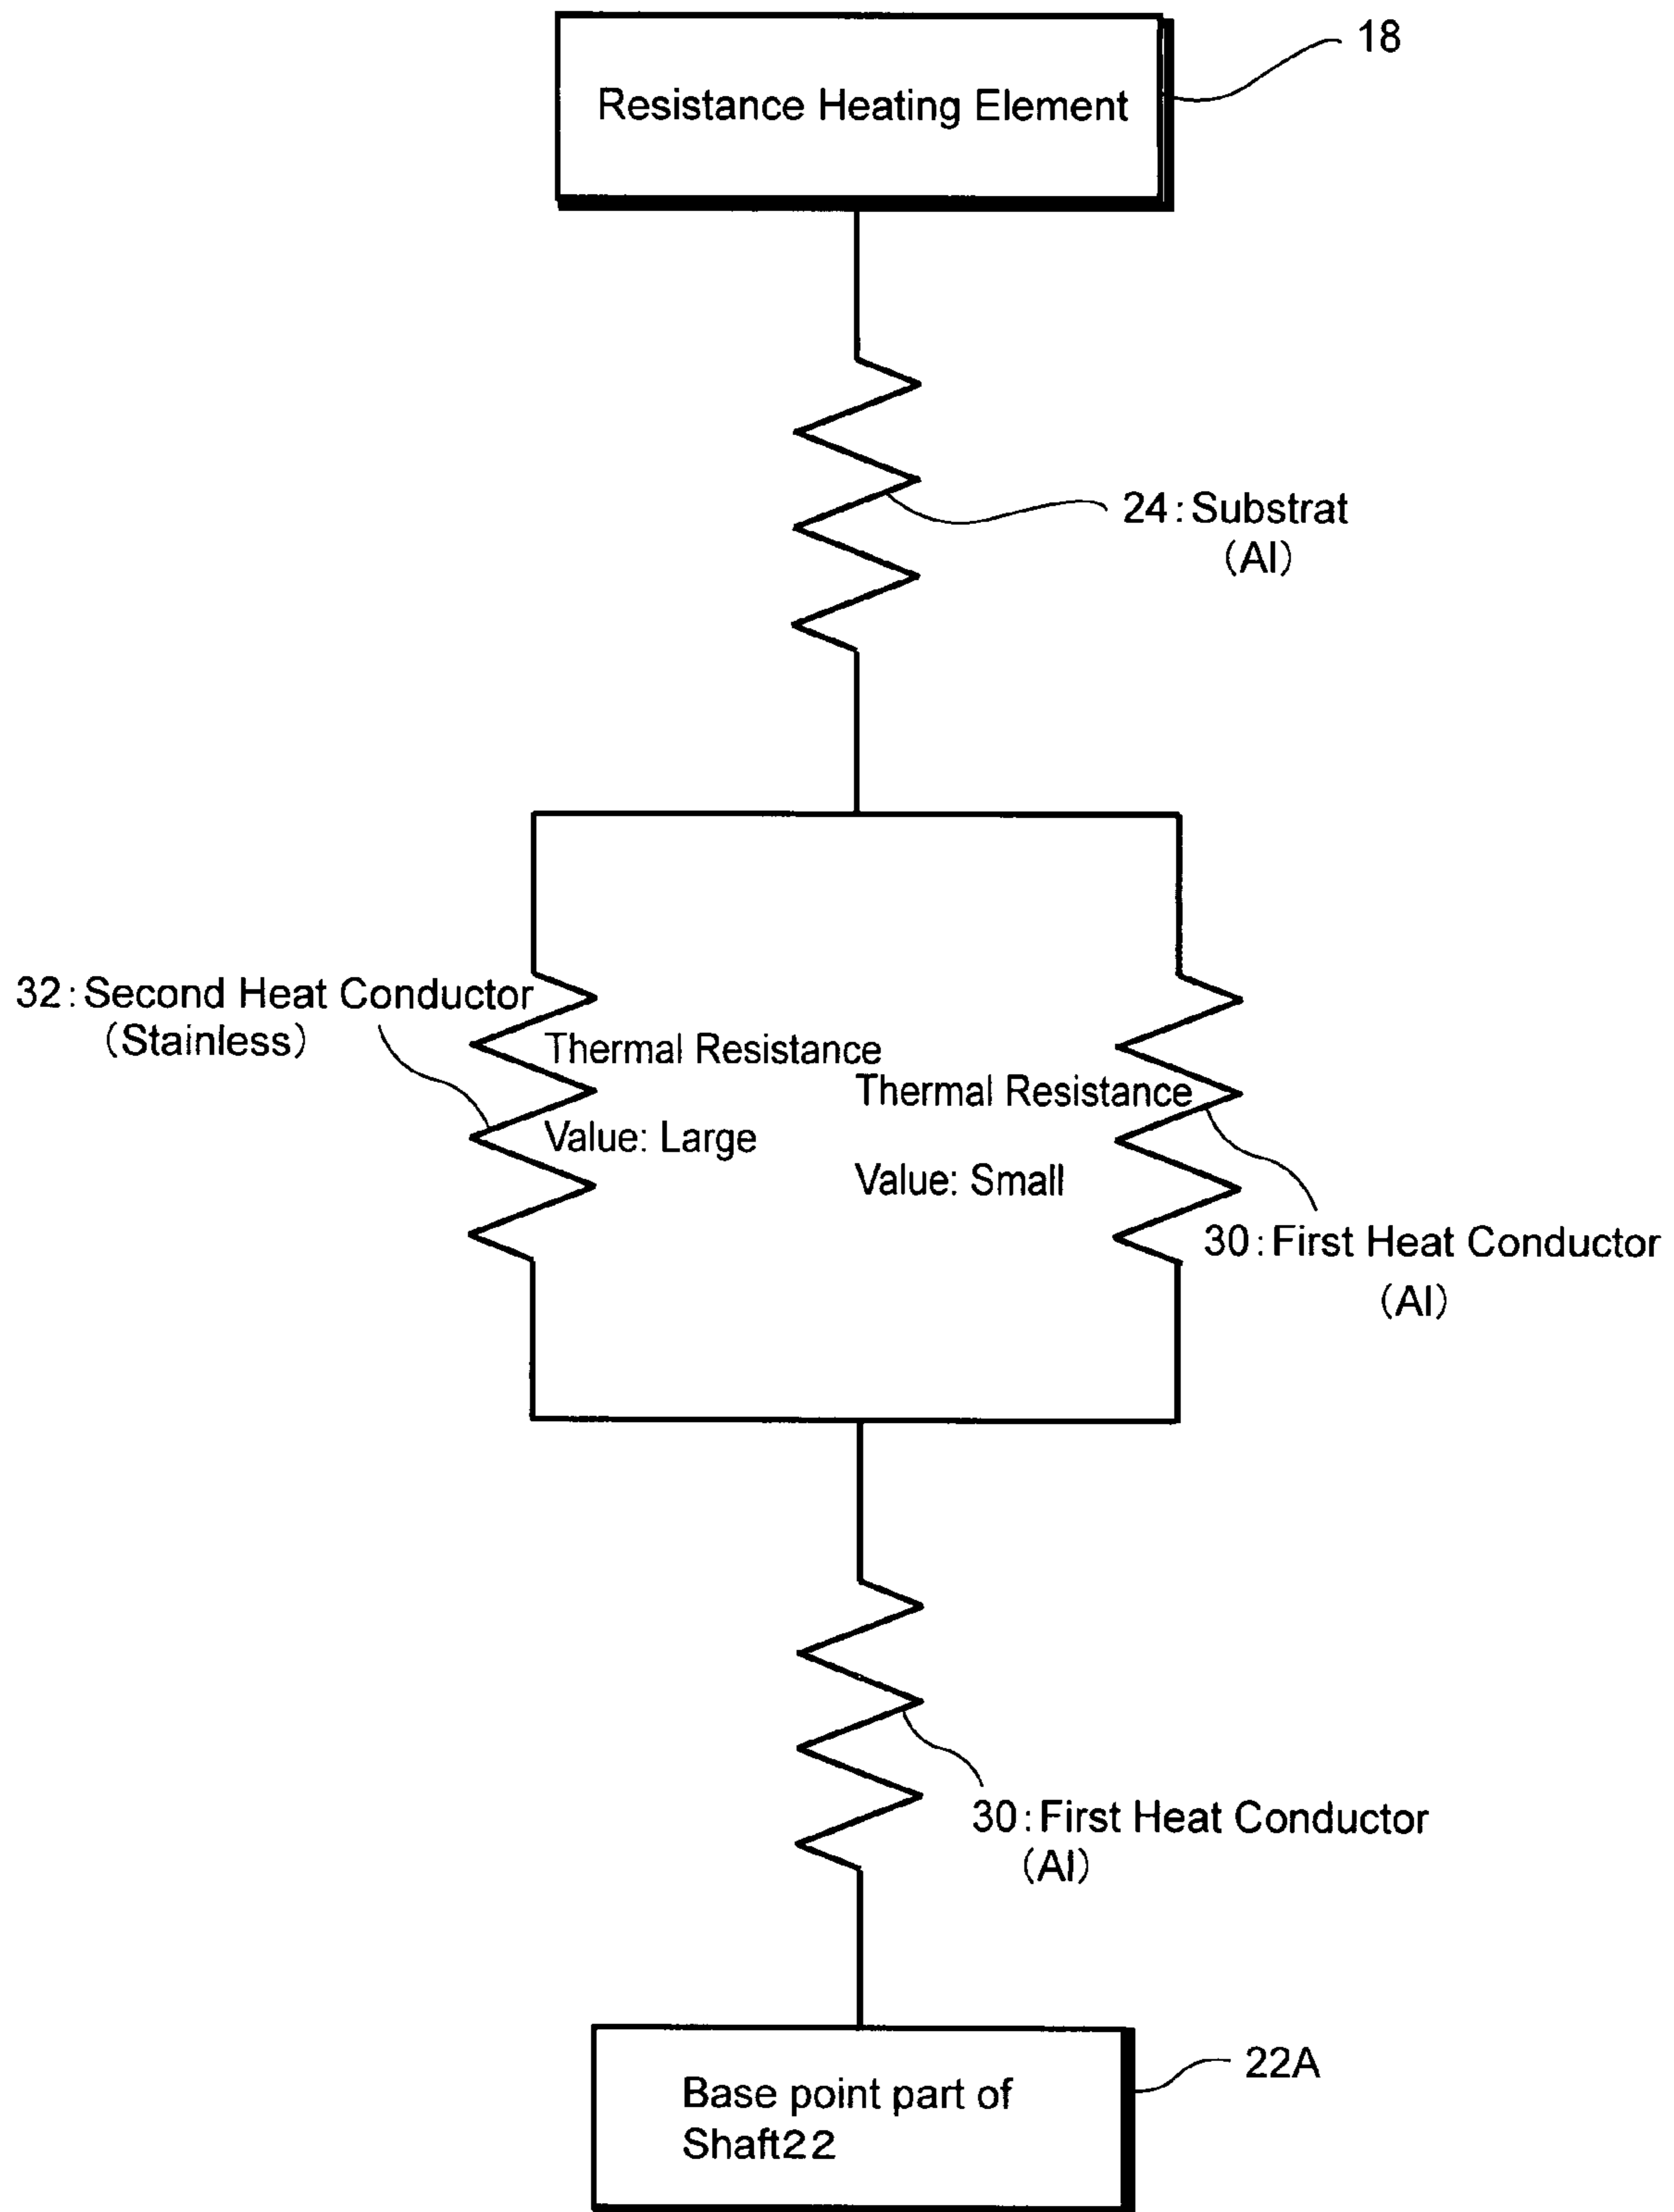 18
Resistance Heating Element
24:Substrat
(Al)
32:Second Heat Conductor
(Stainless)
Thermal Resistance
Value: Large
Thermal Resistance
Value: Small
30:First Heat Conductor
(Al)
30:First Heat Conductor
(Al)
22A
Base point part of
Shaft22